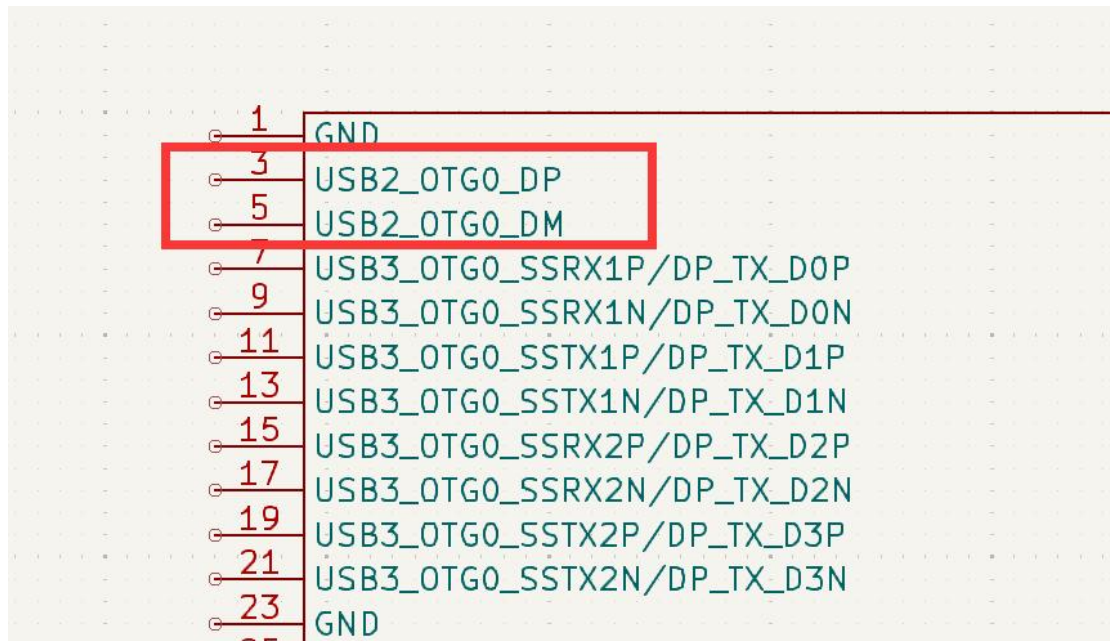 1 GND
3 USB2_OTG0_DP
5 USB2_OTG0_DM
7 USB3_OTG0_SSRX1P/DP_TX_D0P
9 USB3_OTG0_SSRX1N/DP_TX_D0N
11 USB3_OTG0_SSTX1P/DP_TX_D1P
13 USB3_OTG0_SSTX1N/DP_TX_D1N
15 USB3_OTG0_SSRX2P/DP_TX_D2P
17 USB3_OTG0_SSRX2N/DP_TX_D2N
19 USB3_OTG0_SSTX2P/DP_TX_D3P
21 USB3_OTG0_SSTX2N/DP_TX_D3N
23 GND